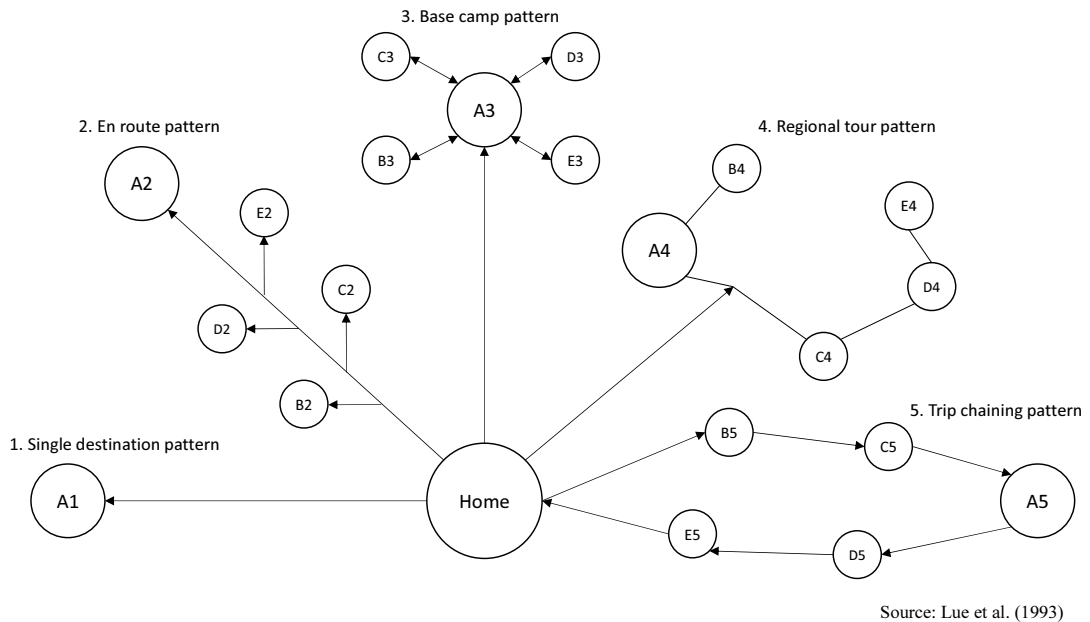 3. Base camp pattern
C3
D3
A3
B3
E3
2. En route pattern
A2
E2
C2
D2
B2
4. Regional tour pattern
B4
E4
A4
D4
C4
1. Single destination pattern
A1
Home
5. Trip chaining pattern
B5
C5
A5
E5
D5
Source: Lue et al. (1993)